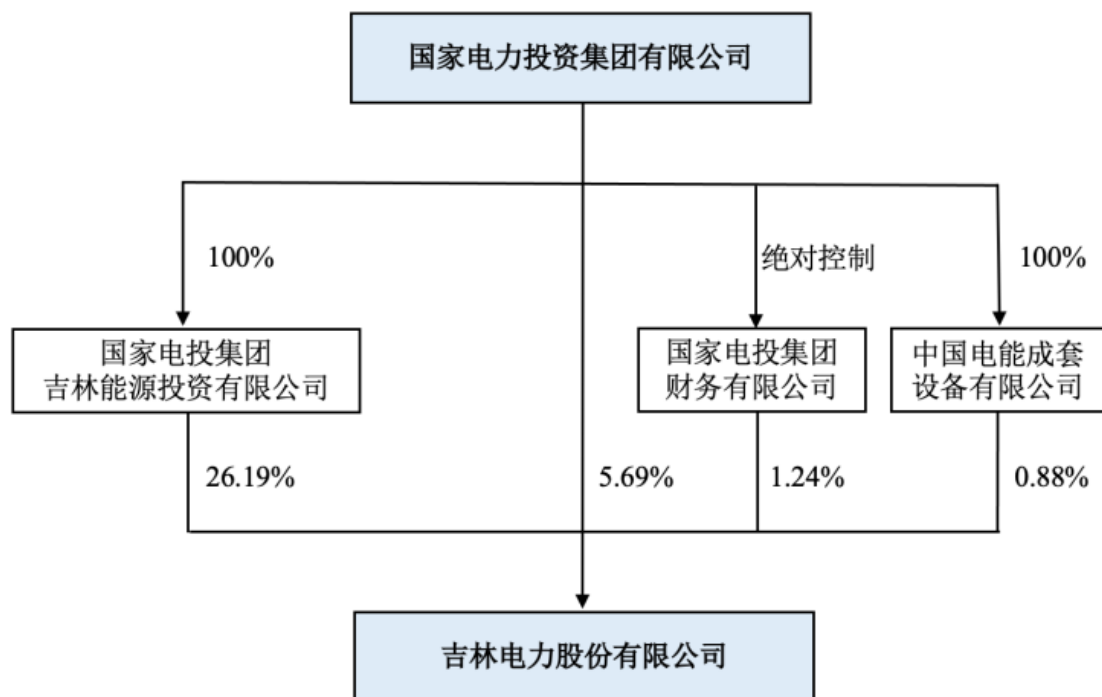 国家电力投资集团有限公司
100%
绝对控制
100%
国家电投集团
吉林能源投资有限公司
国家电投集团
财务有限公司
中国电能成套
设备有限公司
26.19%
5.69%
1.24%
0.88%
吉林电力股份有限公司